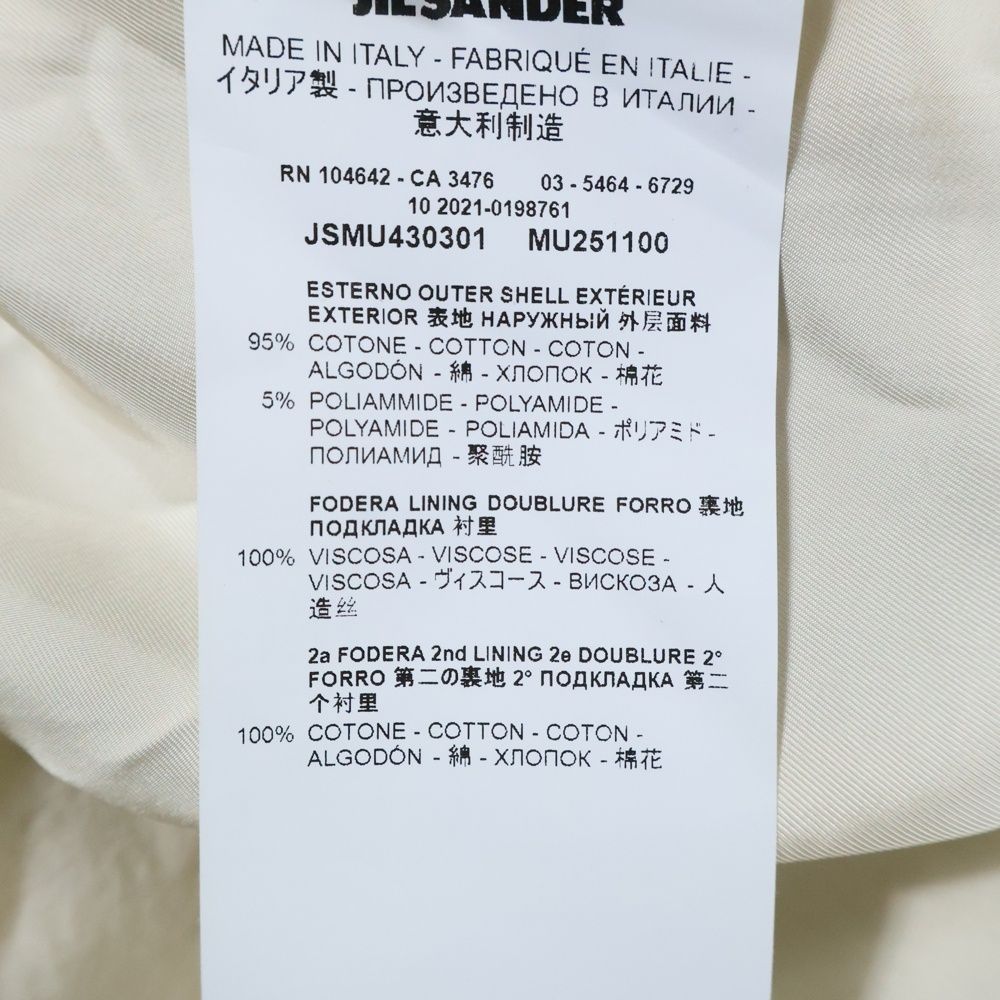 JIL SANDER
MADE IN ITALY - FABRIQUÉ EN ITALIE -
イタリア製 - ПРОИЗВЕДЕНО В ИТАЛИИ -
意大利制造
RN 104642 - CA 3476 03 - 5464 - 6729
10 2021-0198761
JSMU430301 MU251100
ESTERNO OUTER SHELL EXTÉRIEUR
EXTERIOR 表地 НАРУЖНЫЙ 外层面料
95% COTONE - COTTON - COTON -
ALGODÓN - 綿 - ХЛОПОК - 棉花
5% POLIAMMIDE - POLYAMIDE -
POLYAMIDE - POLIAMIDA - ポリアミド -
ПОЛИАМИД - 聚酰胺
FODERA LINING DOUBLURE FORRO 裏地
ПОДКЛАДКА 衬里
100% VISCOSA - VISCOSE - VISCOSE -
VISCOSA - ヴィスコース - ВИСКОЗА - 人
造丝
2a FODERA 2nd LINING 2e DOUBLURE 2°
FORRO 第二の裏地 2° ПОДКЛАДКА 第二
个衬里
100% COTONE - COTTON - COTON -
ALGODÓN - 綿 - ХЛОПОК - 棉花